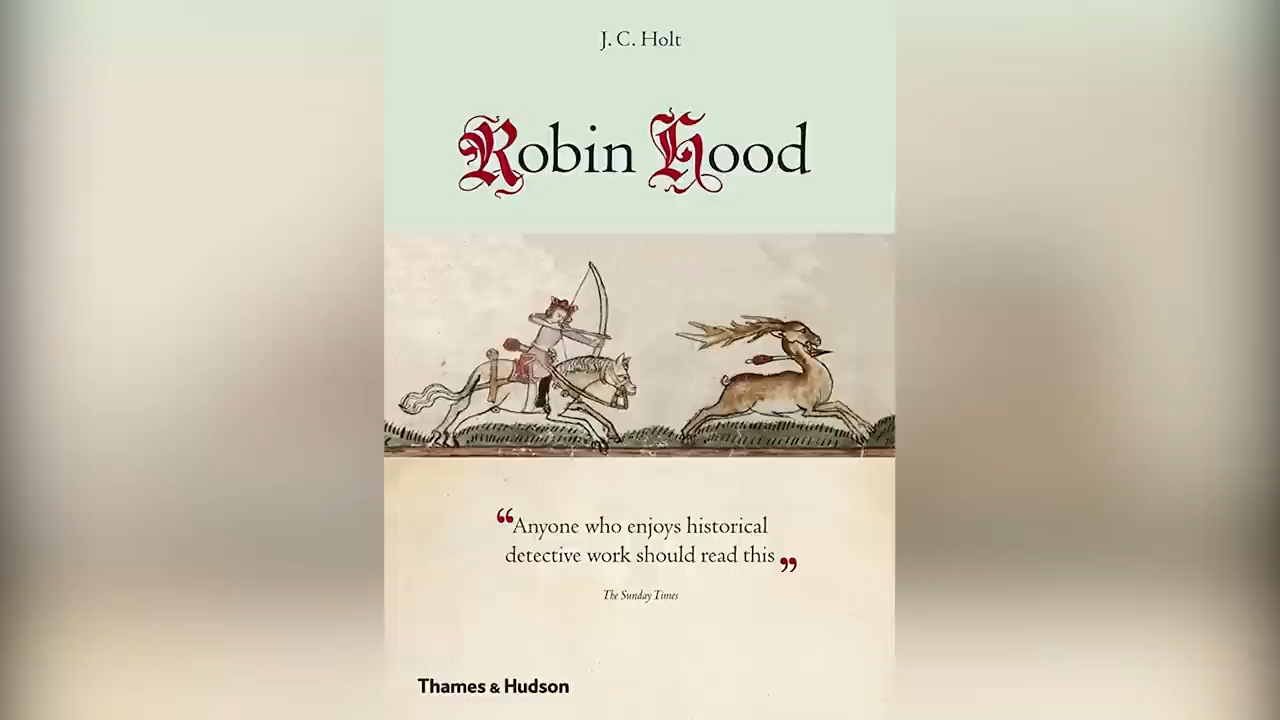 J. C. Holt
Robin Hood
“Anyone who enjoys historical
detective work should read this”
The Sunday Times
Thames & Hudson